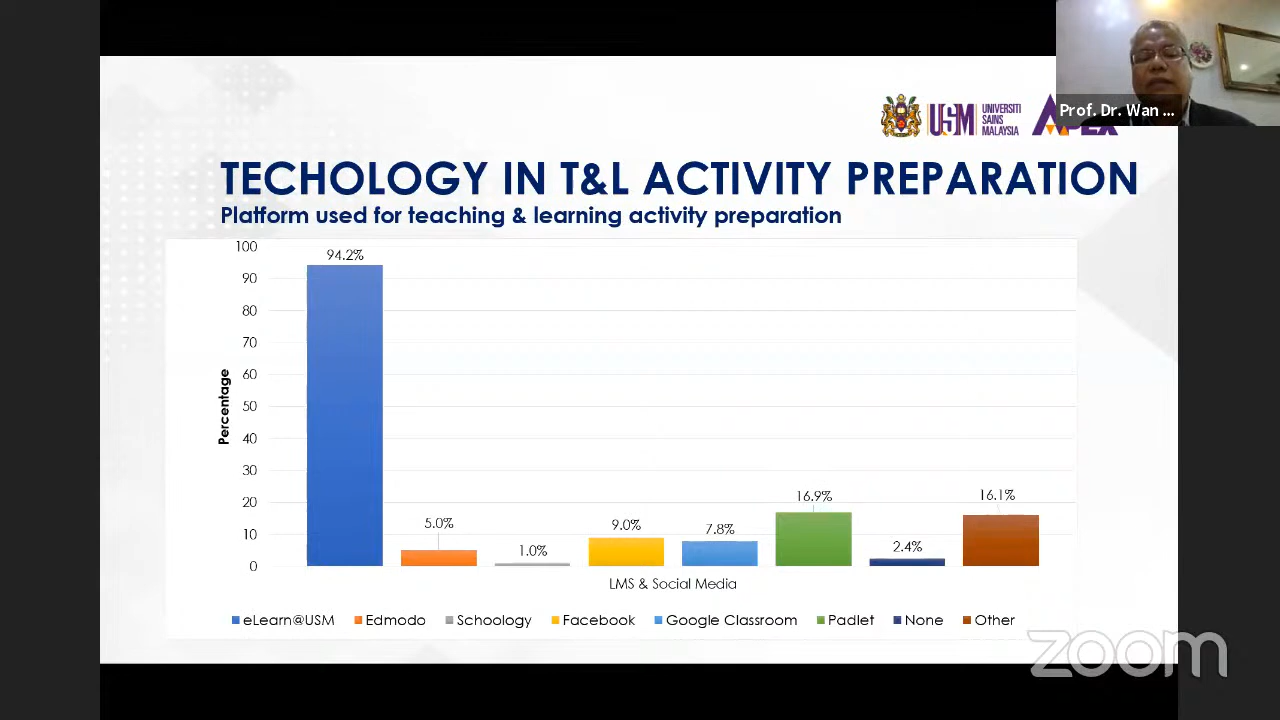 Prof. Dr. Wan ...
USM
UNIVERSITI
SAINS
MALAYSIA
APEX
TECHOLOGY IN T&L ACTIVITY PREPARATION
Platform used for teaching & learning activity preparation
100
90
80
70
60
50
40
30
20
10
0
Percentage
94.2%
5.0%
1.0%
9.0%
7.8%
16.9%
2.4%
16.1%
LMS & Social Media
eLearn@USM Edmodo Schoology Facebook Google Classroom Padlet None Other
zoom